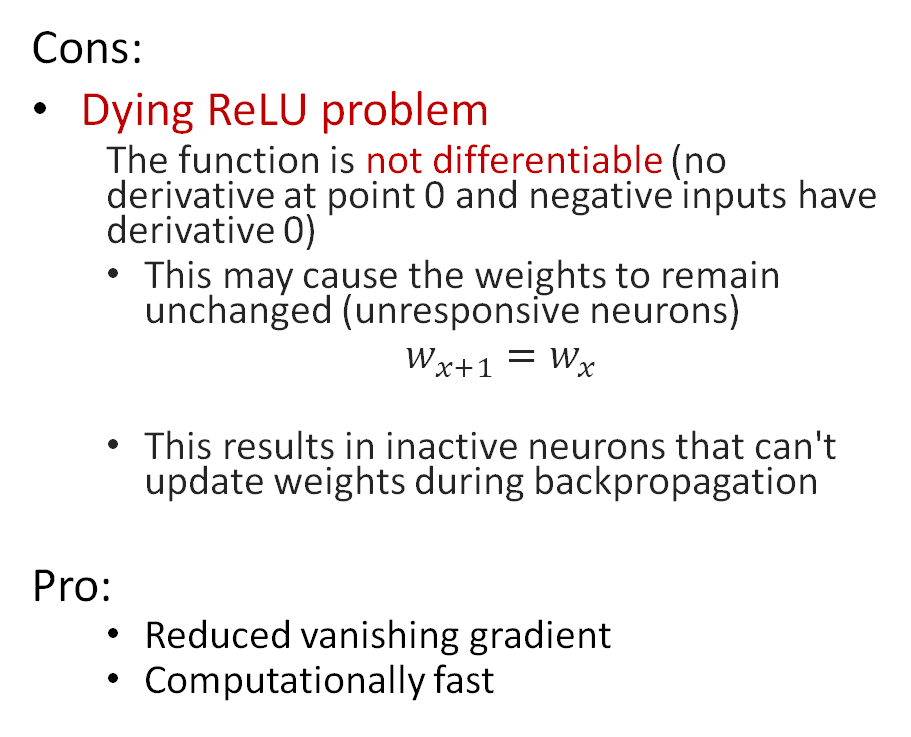 Cons:
• Dying ReLU problem
The function is not differentiable (no
derivative at point 0 and negative inputs have
derivative 0)
• This may cause the weights to remain
unchanged (unresponsive neurons)
𝑤ₓ₊₁ = 𝑤ₓ
• This results in inactive neurons that can't
update weights during backpropagation
Pro:
• Reduced vanishing gradient
• Computationally fast